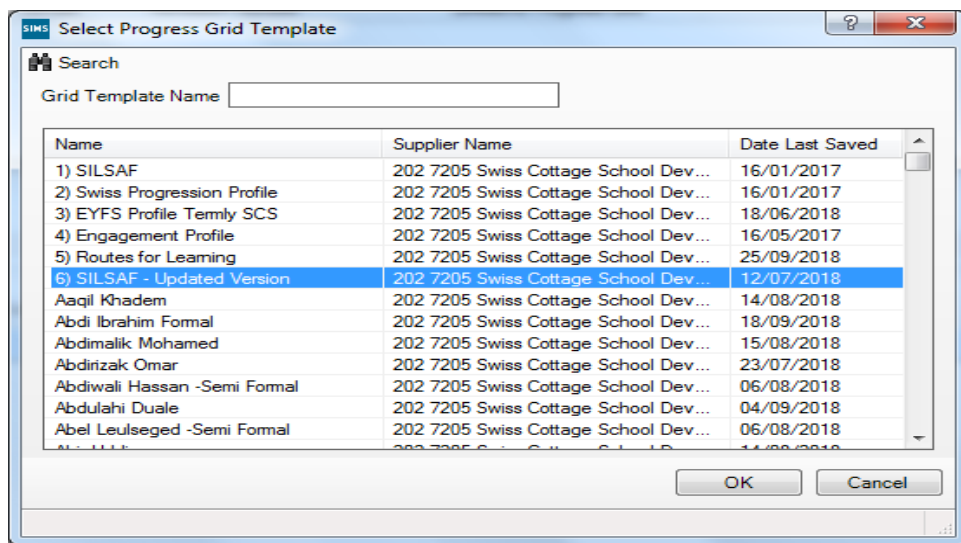 SIMS Select Progress Grid Template
Search
Grid Template Name
Name Supplier Name Date Last Saved
1) SILSAF 202 7205 Swiss Cottage School Dev... 16/01/2017
2) Swiss Progression Profile 202 7205 Swiss Cottage School Dev... 16/01/2017
3) EYFS Profile Termly SCS 202 7205 Swiss Cottage School Dev... 18/06/2018
4) Engagement Profile 202 7205 Swiss Cottage School Dev... 16/05/2017
5) Routes for Learning 202 7205 Swiss Cottage School Dev... 25/09/2018
6) SILSAF - Updated Version 202 7205 Swiss Cottage School Dev... 12/07/2018
Aaqil Khadem 202 7205 Swiss Cottage School Dev... 14/08/2018
Abdi Ibrahim Formal 202 7205 Swiss Cottage School Dev... 18/09/2018
Abdimalik Mohamed 202 7205 Swiss Cottage School Dev... 15/08/2018
Abdirizak Omar 202 7205 Swiss Cottage School Dev... 23/07/2018
Abdiwali Hassan -Semi Formal 202 7205 Swiss Cottage School Dev... 06/08/2018
Abdulahi Duale 202 7205 Swiss Cottage School Dev... 04/09/2018
Abel Leulseged -Semi Formal 202 7205 Swiss Cottage School Dev... 06/08/2018
OK Cancel